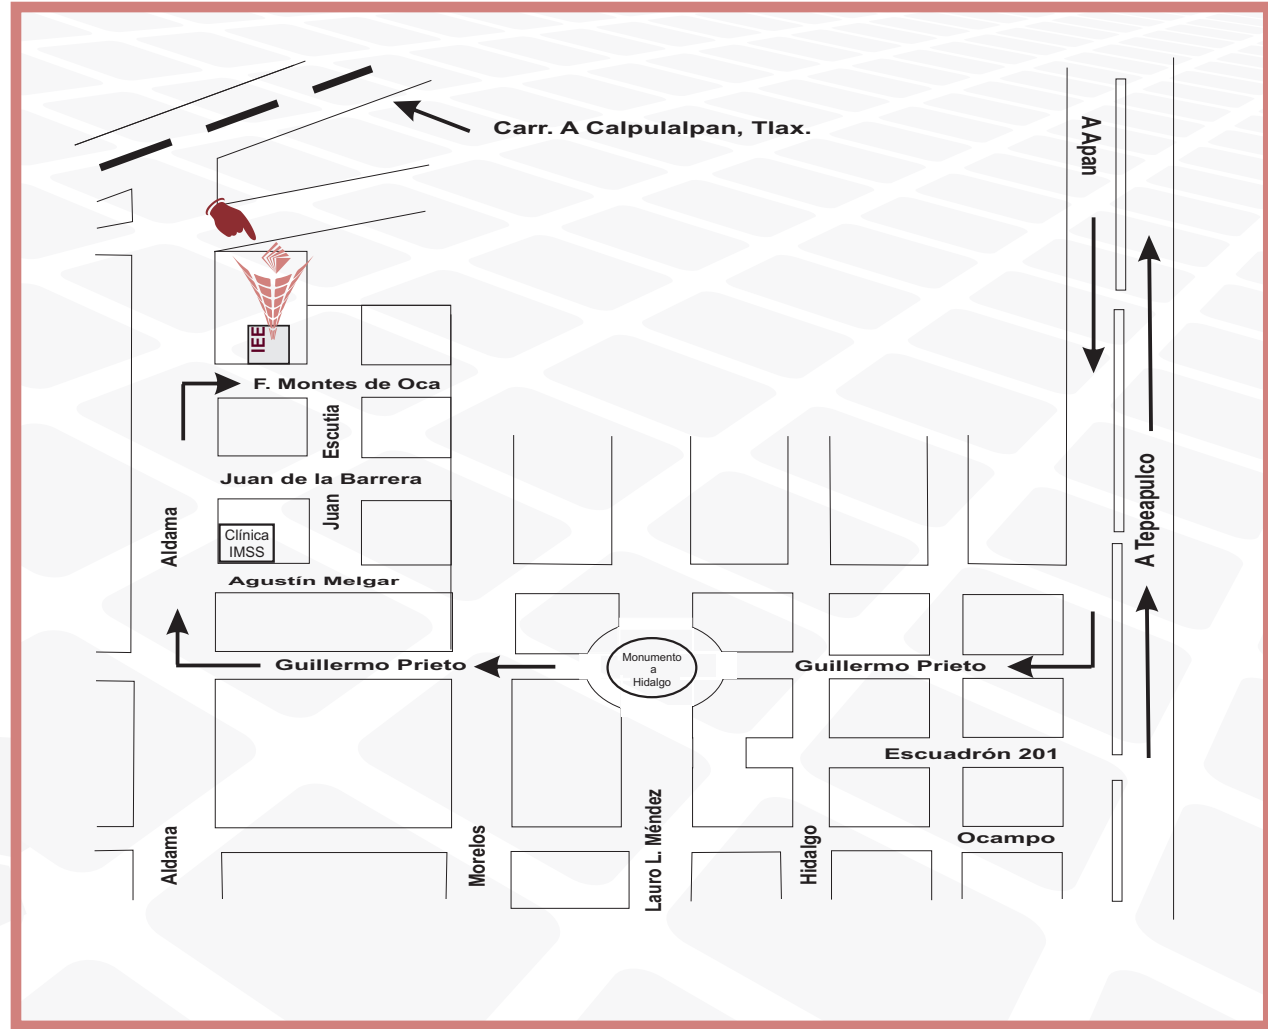 Carr. A Calpulalpan, Tlax.
A Apan
IEE
F. Montes de Oca
Escutia
Juan de la Barrera
Juan
Aldama
Clínica
IMSS
A Tepeapulco
Agustín Melgar
Guillermo Prieto
Monumento
a
Hidalgo
Guillermo Prieto
Escuadrón 201
Aldama
Morelos
Lauro L. Méndez
Hidalgo
Ocampo